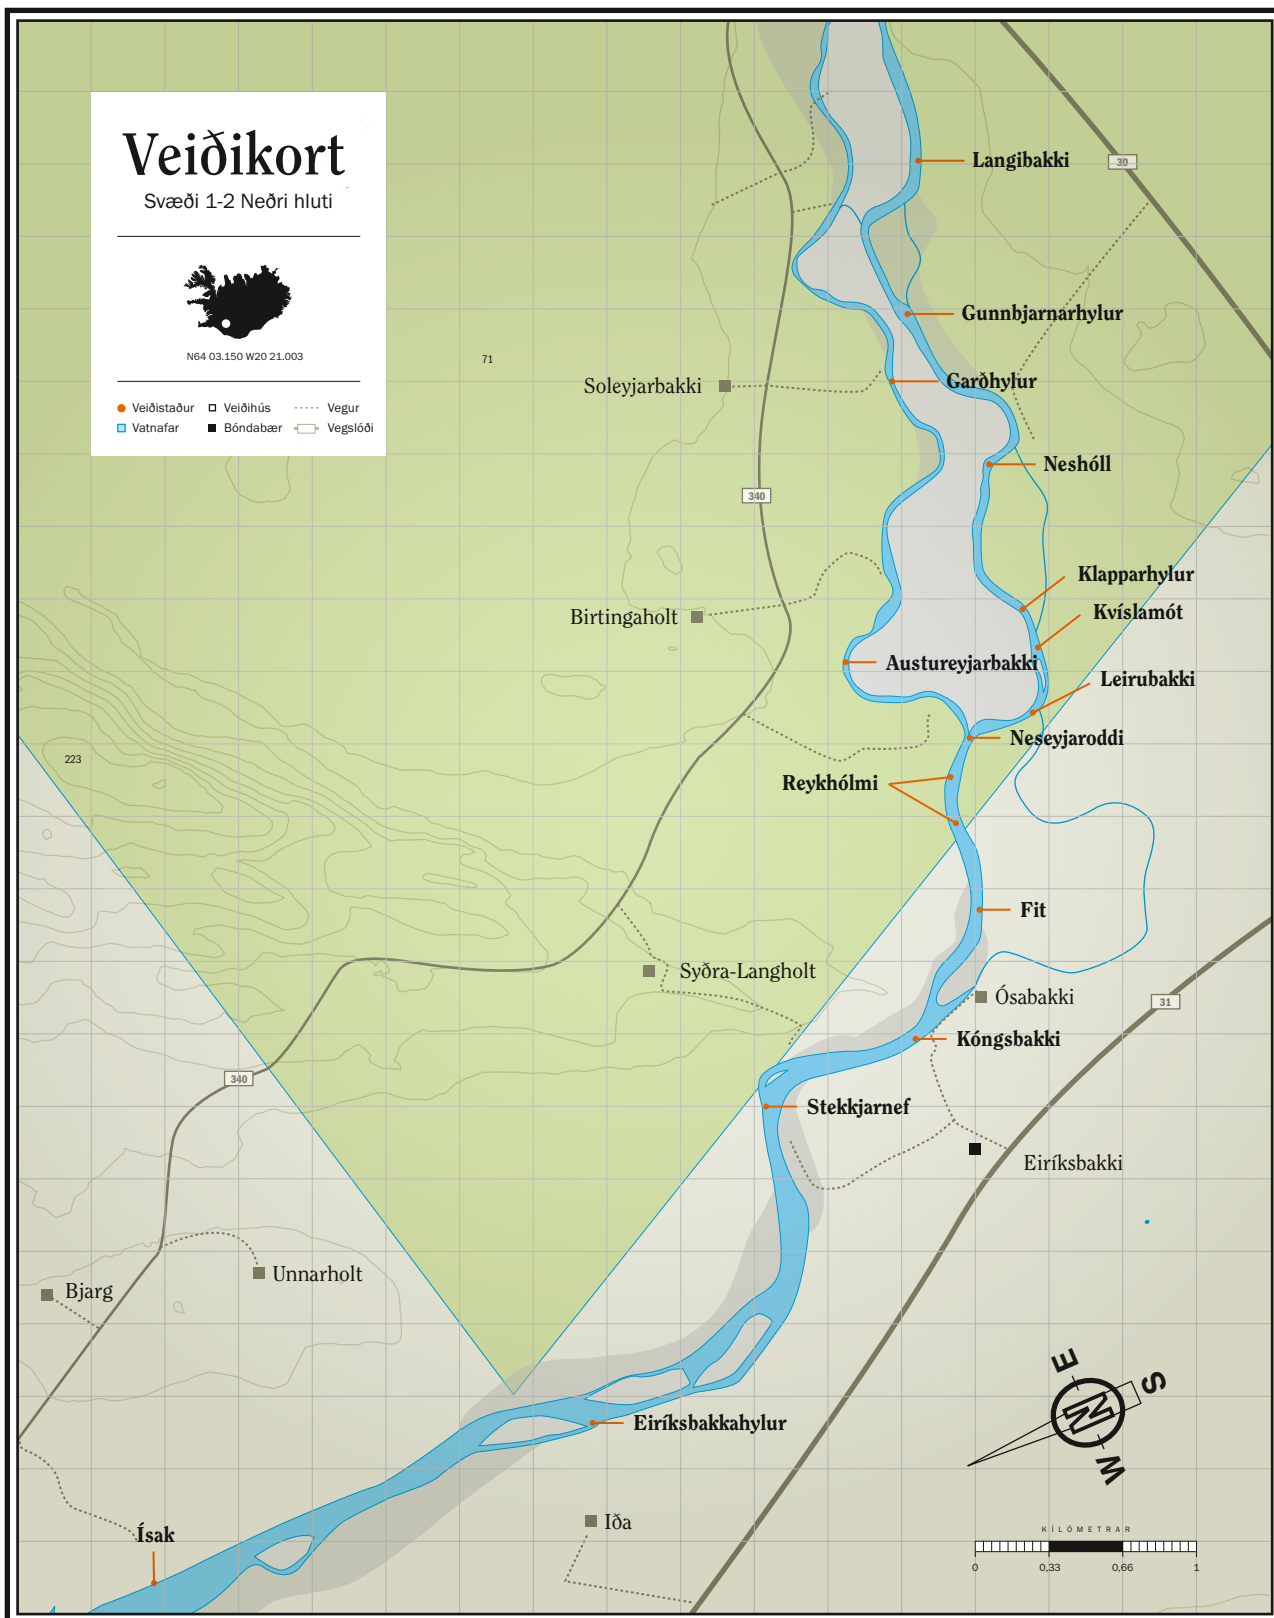 Veiðikort
Svæði 1-2 Neðri hluti
N64 03.150 W20 21.003
Veiðistaður
Veiðihús
Vegur
Vatnafar
Bóndabær
Vegslóði
Langibakki
30
Gunnbjarnarhylur
71
Soleyjarbakki
Garðhylur
Neshóll
340
Klapparhylur
Kvíslamót
Birtingaholt
Austureyjarbakki
Leirubakki
Neseyjaroddi
223
Reykhólmi
Fit
Syðra-Langholt
Ósabakki
31
Kóngsbakki
340
Stekkjarnef
Eiríksbakki
Unnarholt
Bjarg
E
S
N
W
Eiríksbakkahylur
Iða
Ísak
KÍLÓMETRAR
0 0,33 0,66 1